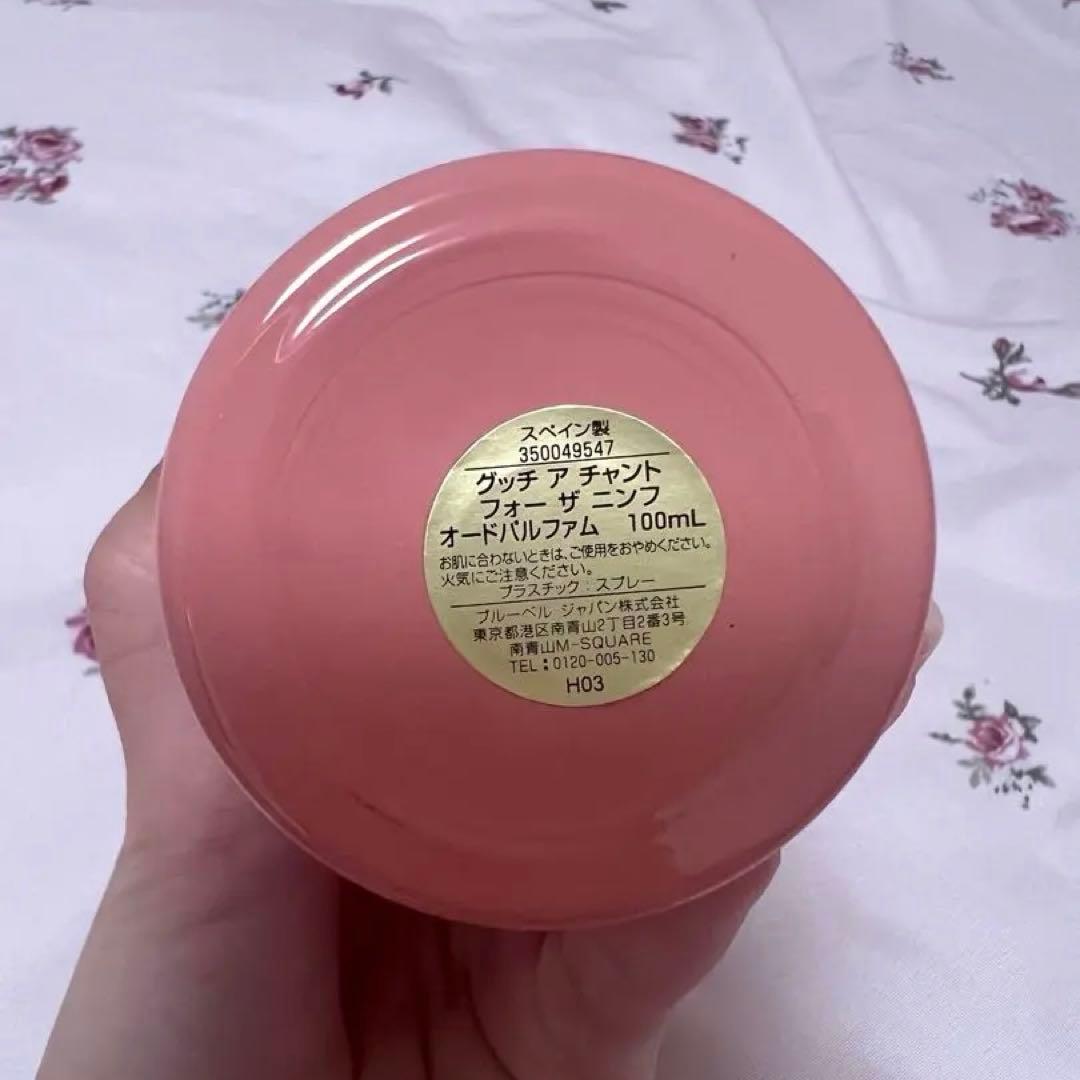 スペイン製
350049547
グッチ ア チャント
フォー ザ ニンフ
オードパルファム 100mL
お肌に合わないときは、ご使用をおやめください。
火気にご注意ください。
プラスチック：スプレー
ブルーベル ジャパン株式会社
東京都港区南青山2丁目2番3号
南青山M-SQUARE
TEL：0120-005-130
H03